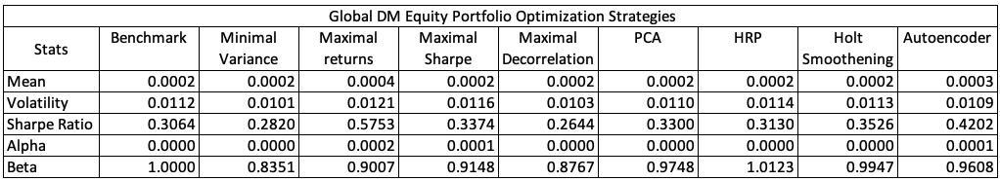 Global DM Equity Portfolio Optimization Strategies
Stats Benchmark Minimal Variance Maximal returns Maximal Sharpe Maximal Decorrelation PCA HRP Holt Smoothening Autoencoder
Mean 0.0002 0.0002 0.0004 0.0002 0.0002 0.0002 0.0002 0.0002 0.0003
Volatility 0.0112 0.0101 0.0121 0.0116 0.0103 0.0110 0.0114 0.0113 0.0109
Sharpe Ratio 0.3064 0.2820 0.5753 0.3374 0.2644 0.3300 0.3130 0.3526 0.4202
Alpha 0.0000 0.0000 0.0002 0.0001 0.0000 0.0000 0.0000 0.0000 0.0001
Beta 1.0000 0.8351 0.9007 0.9148 0.8767 0.9748 1.0123 0.9947 0.9608